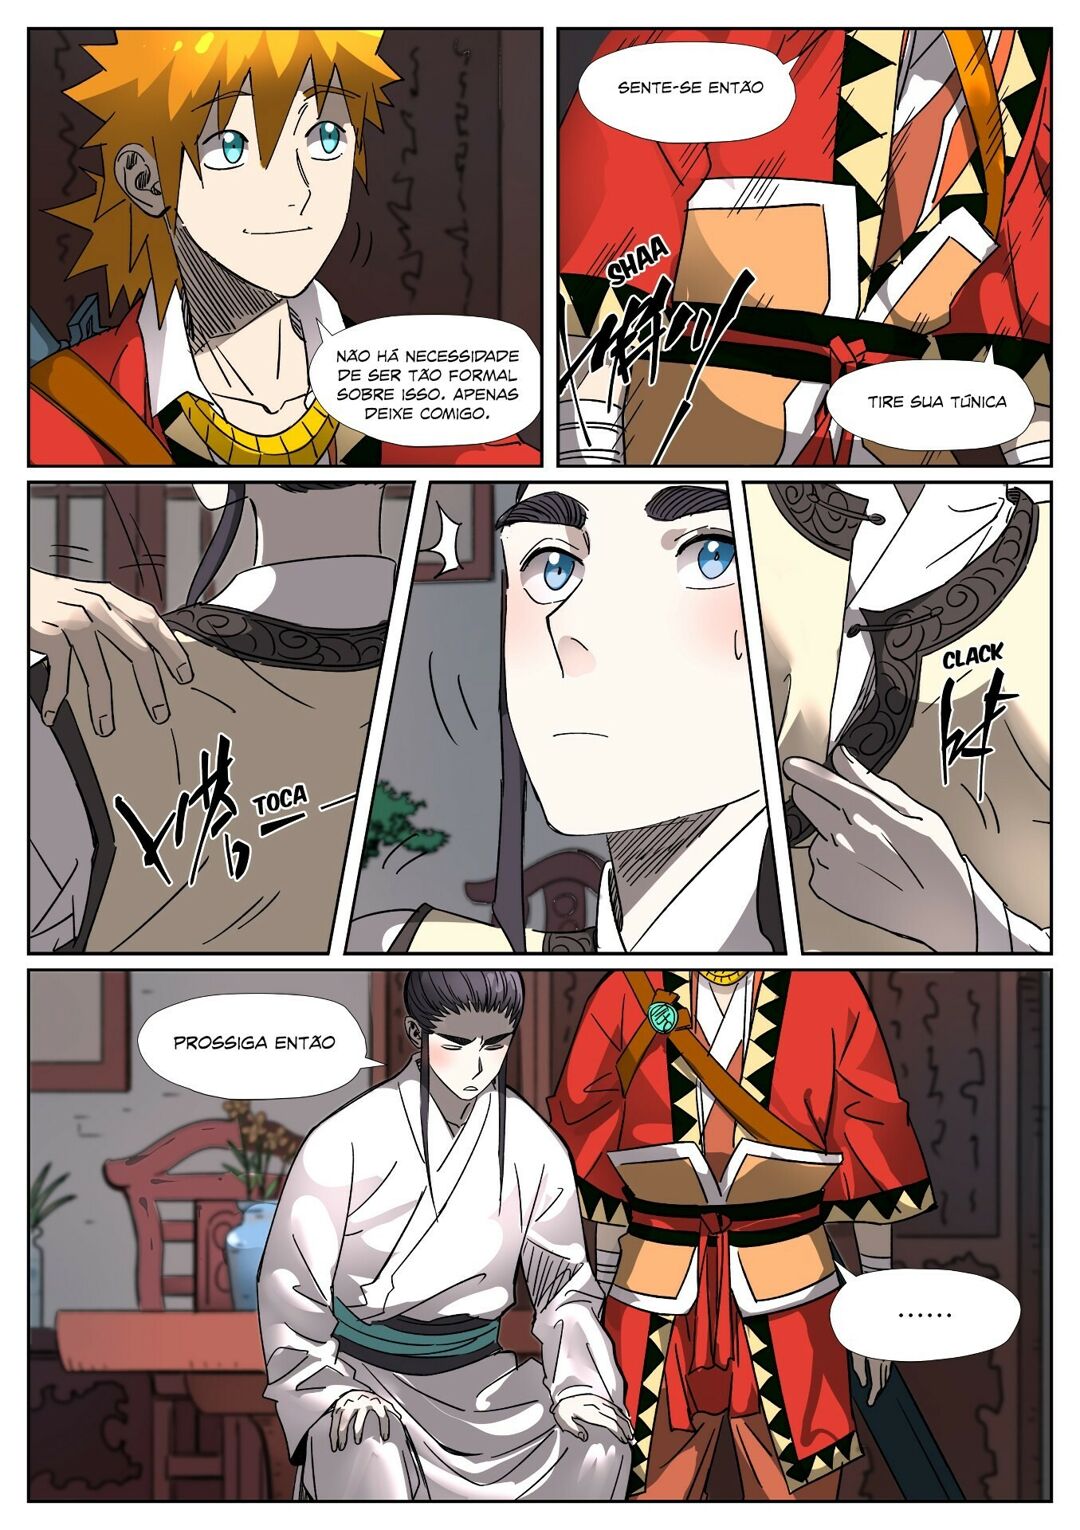 SENTE-SE ENTÃO
NÃO HÁ NECESSIDADE
DE SER TÃO FORMAL
SOBRE ISSO. APENAS
DEIXE COMIGO.
SHAA
TIRE SUA TÚNICA
TOCA
CLACK
PROSSIGA ENTÃO
......